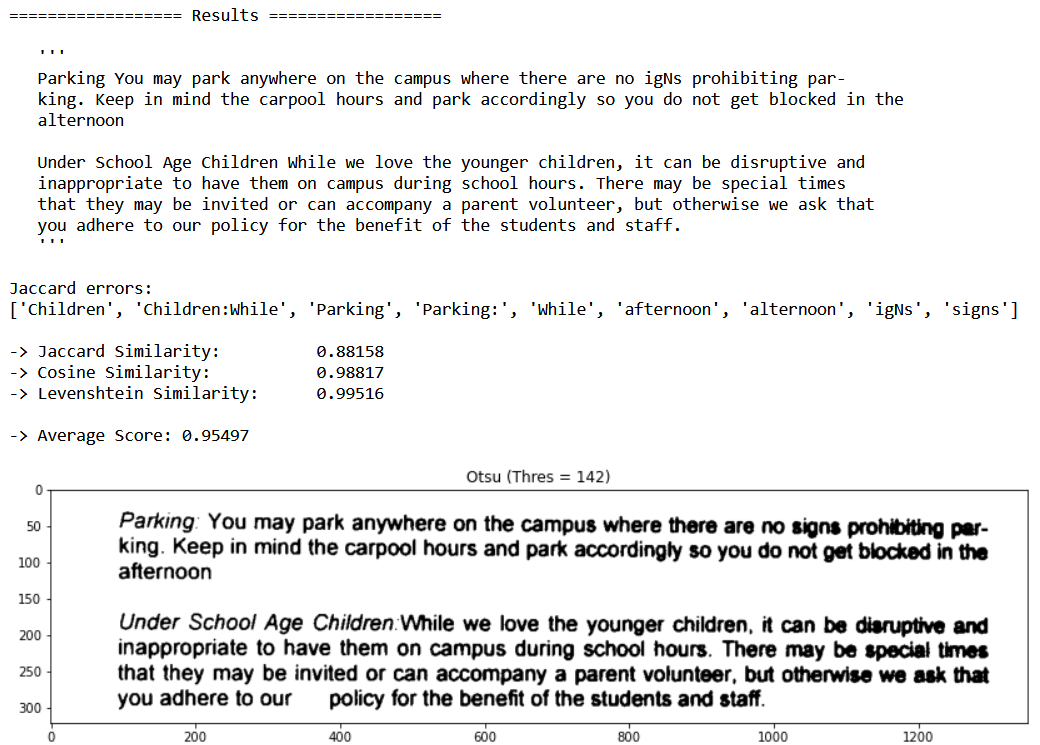 ================== Results ==================
'''
Parking You may park anywhere on the campus where there are no igNs prohibiting par-
king. Keep in mind the carpool hours and park accordingly so you do not get blocked in the
alternoon
Under School Age Children While we love the younger children, it can be disruptive and
inappropriate to have them on campus during school hours. There may be special times
that they may be invited or can accompany a parent volunteer, but otherwise we ask that
you adhere to our policy for the benefit of the students and staff.
'''
Jaccard errors:
['Children', 'Children:While', 'Parking', 'Parking:', 'While', 'afternoon', 'alternoon', 'igNs', 'signs']
-> Jaccard Similarity: 0.88158
-> Cosine Similarity: 0.98817
-> Levenshtein Similarity: 0.99516
-> Average Score: 0.95497
Otsu (Thres = 142)
0
50
100
150
200
250
300
Parking: You may park anywhere on the campus where there are no signs prohibiting par-
king. Keep in mind the carpool hours and park accordingly so you do not get blocked in the
afternoon
Under School Age Children:While we love the younger children, it can be disruptive and
inappropriate to have them on campus during school hours. There may be special times
that they may be invited or can accompany a parent volunteer, but otherwise we ask that
you adhere to our policy for the benefit of the students and staff.
0 200 400 600 800 1000 1200